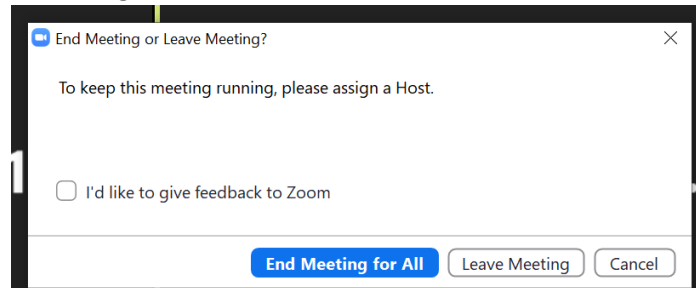 End Meeting or Leave Meeting?
To keep this meeting running, please assign a Host.
I'd like to give feedback to Zoom
End Meeting for All Leave Meeting Cancel